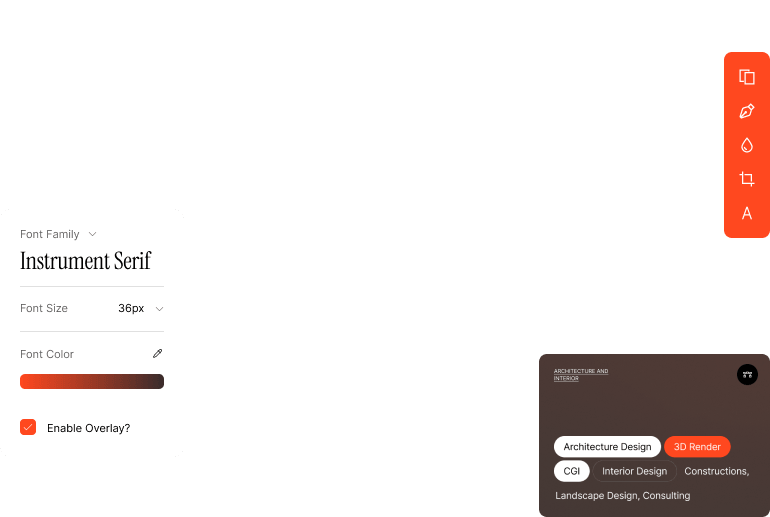 Font Family
Instrument Serif
Font Size 36px
Font Color
Enable Overlay?
ARCHITECTURE AND
INTERIOR
Architecture Design 3D Render
CGI Interior Design Constructions,
Landscape Design, Consulting